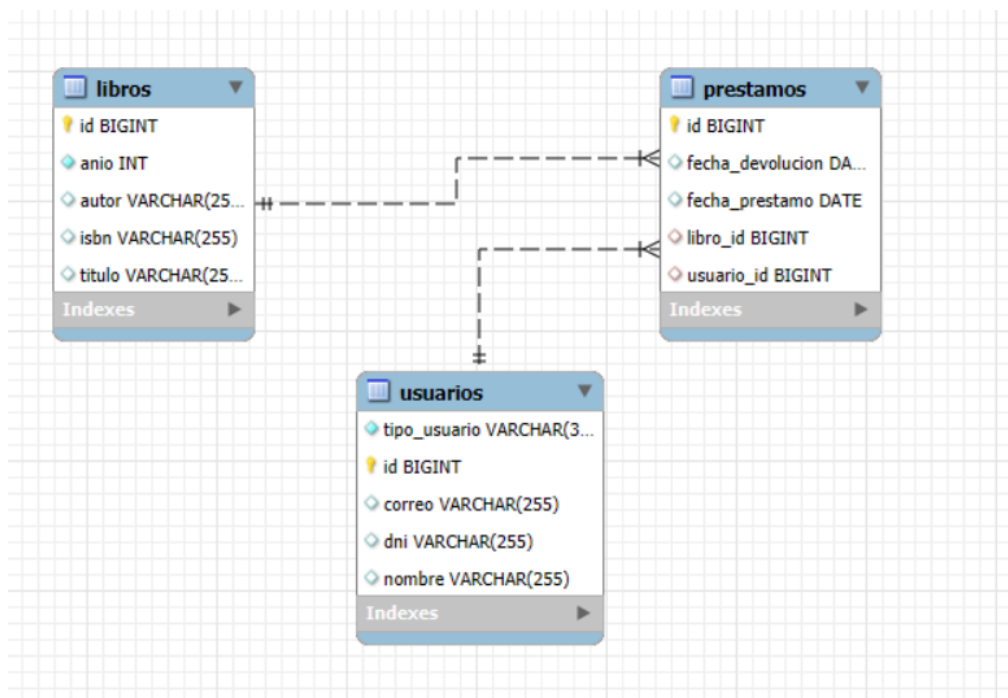 libros
id BIGINT
anio INT
autor VARCHAR(25...
isbn VARCHAR(255)
titulo VARCHAR(25...
Indexes
prestamos
id BIGINT
fecha_devolucion DA...
fecha_prestamo DATE
libro_id BIGINT
usuario_id BIGINT
Indexes
usuarios
tipo_usuario VARCHAR(3...
id BIGINT
correo VARCHAR(255)
dni VARCHAR(255)
nombre VARCHAR(255)
Indexes